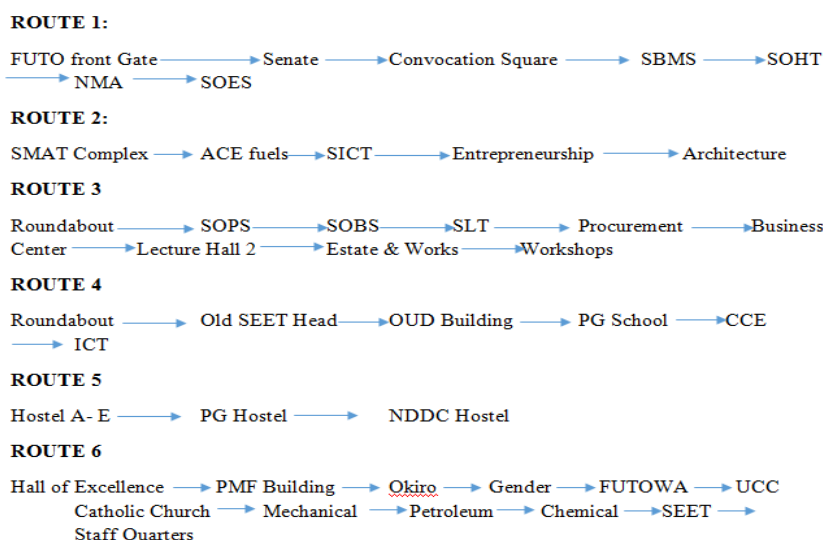 ROUTE 1:
FUTO front Gate → Senate → Convocation Square → SBMS → SOHT
→ NMA → SOES
ROUTE 2:
SMAT Complex → ACE fuels → SICT → Entrepreneurship → Architecture
ROUTE 3
Roundabout → SOPS → SOBS → SLT → Procurement → Business
Center → Lecture Hall 2 → Estate & Works → Workshops
ROUTE 4
Roundabout → Old SEET Head → OUD Building → PG School → CCE
→ ICT
ROUTE 5
Hostel A- E → PG Hostel → NDDC Hostel
ROUTE 6
Hall of Excellence → PMF Building → Okiro → Gender → FUTOWA → UCC
Catholic Church → Mechanical → Petroleum → Chemical → SEET →
Staff Quarters